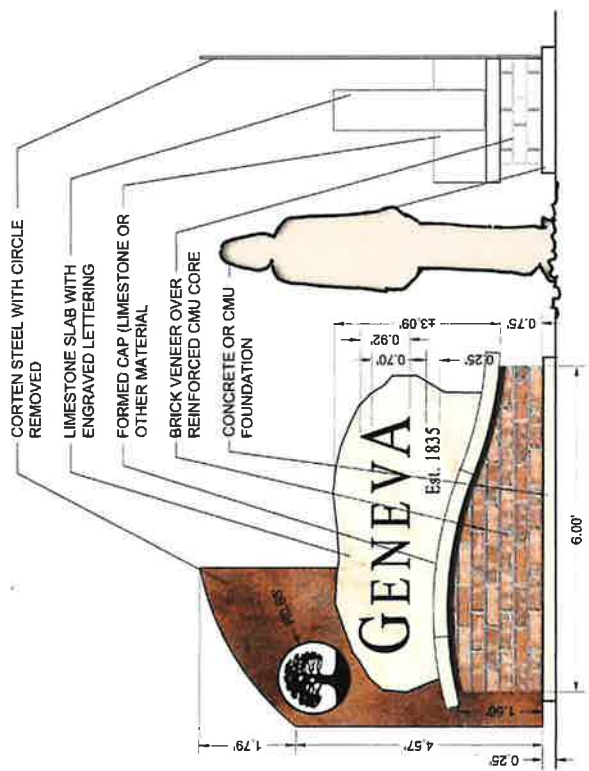 CORTEN STEEL WITH CIRCLE
REMOVED
LIMESTONE SLAB WITH
ENGRAVED LETTERING
FORMED CAP (LIMESTONE OR
OTHER MATERIAL
BRICK VENEER OVER
REINFORCED CMU CORE
CONCRETE OR CMU
FOUNDATION
GENEVA
Est. 1835
1.79'
4.57'
0.25'
6.00'
±3.09'
0.92'
0.70'
0.25'
0.75'